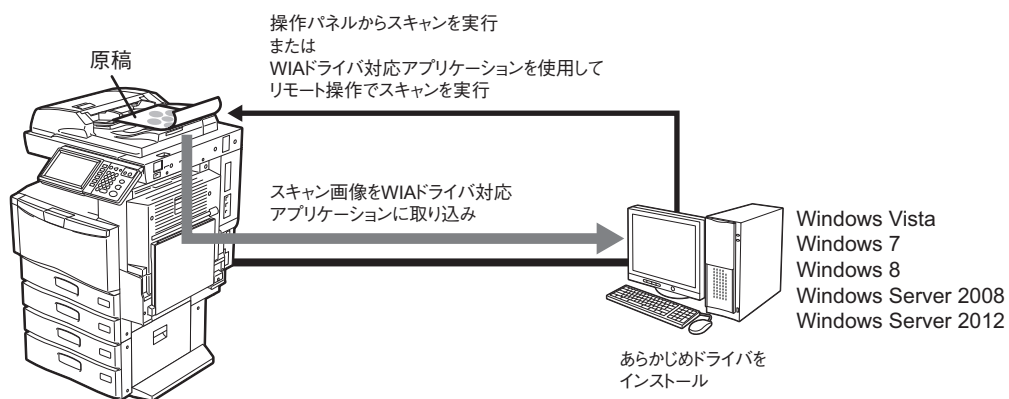 操作パネルからスキャンを実行
または
WIAドライバ対応アプリケーションを使用して
リモート操作でスキャンを実行
原稿
スキャン画像をWIAドライバ対応
アプリケーションに取り込み
Windows Vista
Windows 7
Windows 8
Windows Server 2008
Windows Server 2012
あらかじめドライバを
インストール